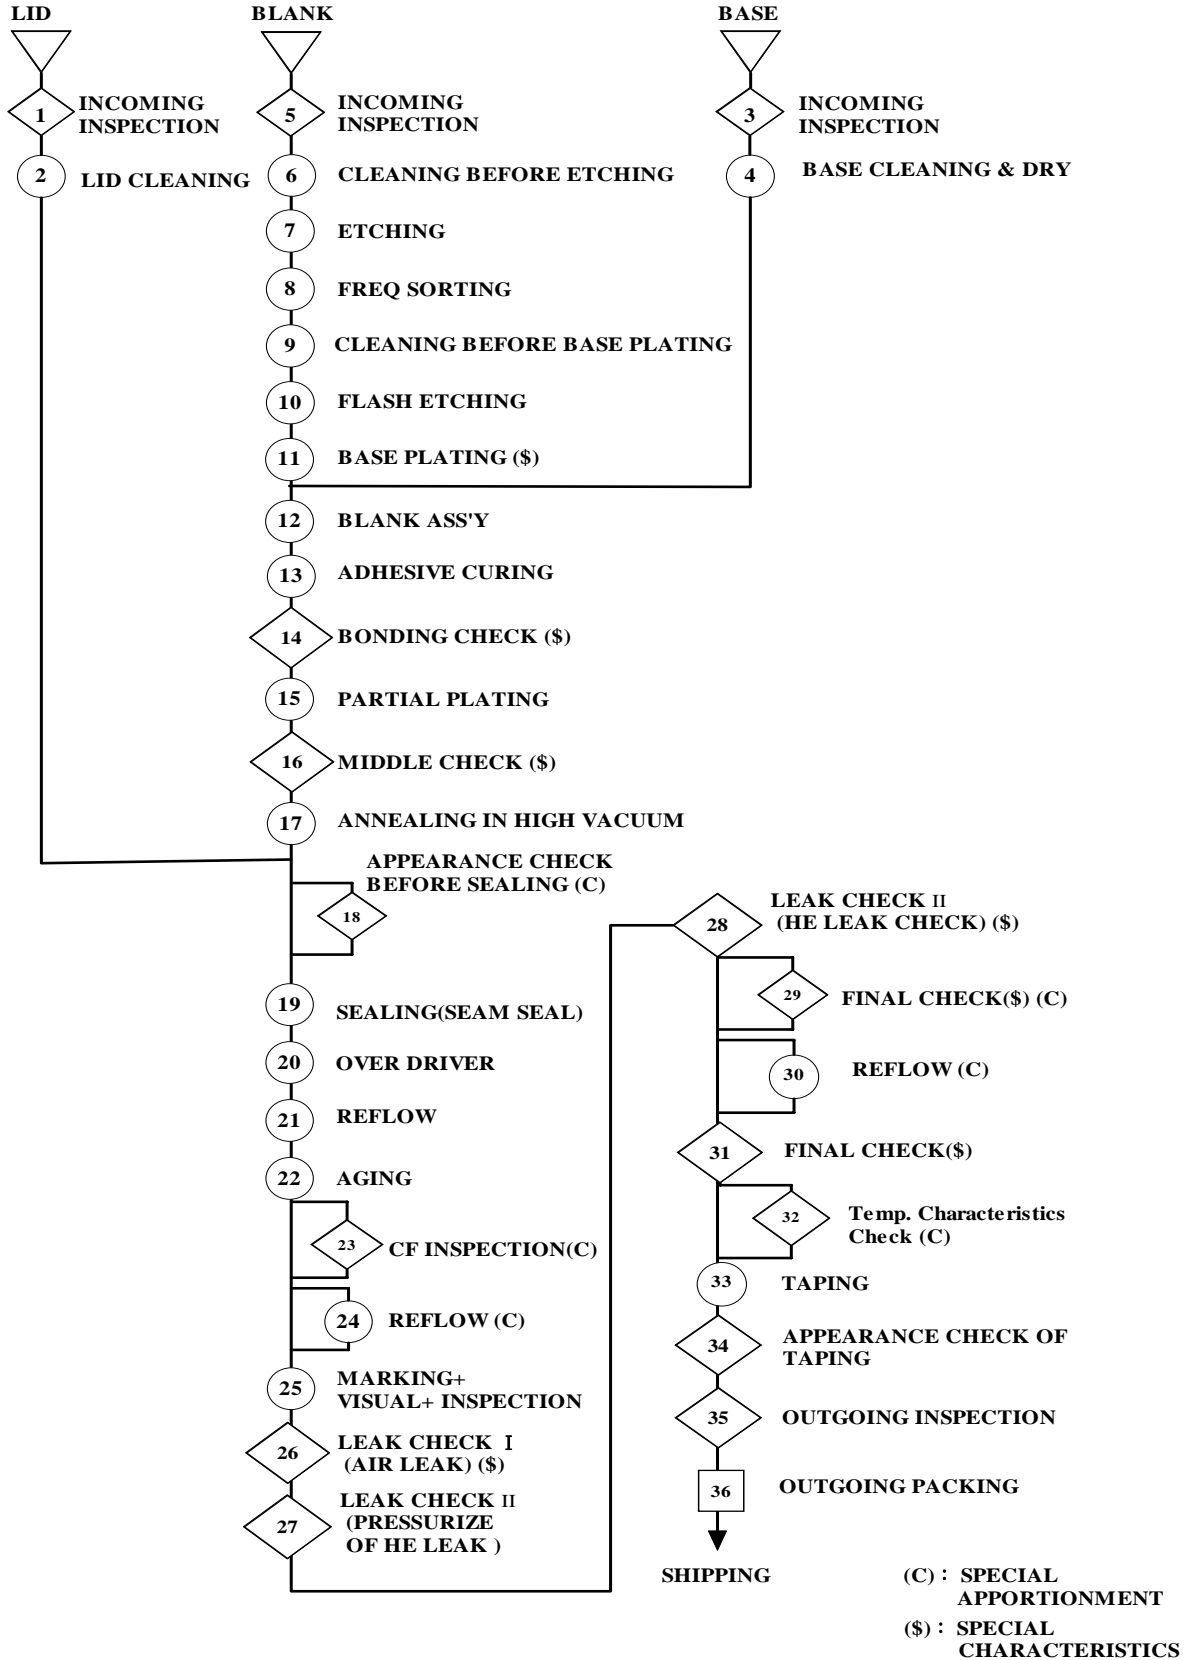 LID
BLANK
BASE
1
INCOMING
INSPECTION
5
INCOMING
INSPECTION
3
INCOMING
INSPECTION
2
LID CLEANING
6
CLEANING BEFORE ETCHING
4
BASE CLEANING & DRY
7
ETCHING
8
FREQ SORTING
9
CLEANING BEFORE BASE PLATING
10
FLASH ETCHING
11
BASE PLATING ($)
12
BLANK ASS'Y
13
ADHESIVE CURING
14
BONDING CHECK ($)
15
PARTIAL PLATING
16
MIDDLE CHECK ($)
17
ANNEALING IN HIGH VACUUM
APPEARANCE CHECK
BEFORE SEALING (C)
18
19
SEALING(SEAM SEAL)
20
OVER DRIVER
21
REFLOW
22
AGING
23
CF INSPECTION(C)
24
REFLOW (C)
25
MARKING+
VISUAL+ INSPECTION
26
LEAK CHECK I
(AIR LEAK) ($)
27
LEAK CHECK II
(PRESSURIZE
OF HE LEAK )
28
LEAK CHECK II
(HE LEAK CHECK) ($)
29
FINAL CHECK($) (C)
30
REFLOW (C)
31
FINAL CHECK($)
32
Temp. Characteristics
Check (C)
33
TAPING
34
APPEARANCE CHECK OF
TAPING
35
OUTGOING INSPECTION
36
OUTGOING PACKING
SHIPPING
(C) : SPECIAL
APPORTIONMENT
($) : SPECIAL
CHARACTERISTICS